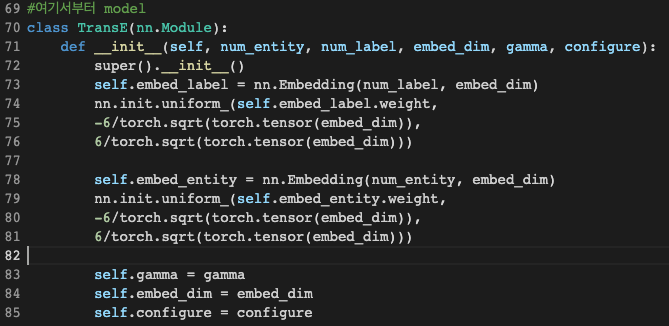 69 #여기서부터 model
70 class TransE(nn.Module):
71     def __init__(self, num_entity, num_label, embed_dim, gamma, configure):
72         super().__init__()
73         self.embed_label = nn.Embedding(num_label, embed_dim)
74         nn.init.uniform_(self.embed_label.weight,
75         -6/torch.sqrt(torch.tensor(embed_dim)),
76         6/torch.sqrt(torch.tensor(embed_dim)))
77
78         self.embed_entity = nn.Embedding(num_entity, embed_dim)
79         nn.init.uniform_(self.embed_entity.weight,
80         -6/torch.sqrt(torch.tensor(embed_dim)),
81         6/torch.sqrt(torch.tensor(embed_dim)))
82
83         self.gamma = gamma
84         self.embed_dim = embed_dim
85         self.configure = configure